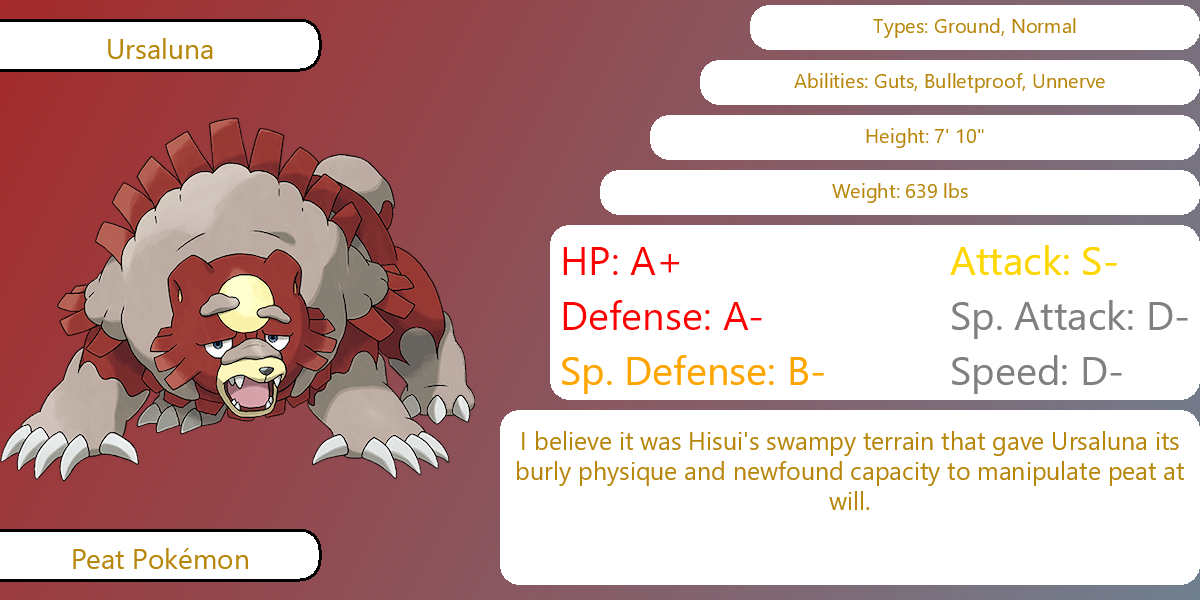 Ursaluna
Types: Ground, Normal
Abilities: Guts, Bulletproof, Unnerve
Height: 7' 10"
Weight: 639 lbs
HP: A+
Attack: S-
Defense: A-
Sp. Attack: D-
Sp. Defense: B-
Speed: D-
I believe it was Hisui's swampy terrain that gave Ursaluna its
burly physique and newfound capacity to manipulate peat at
will.
Peat Pokémon